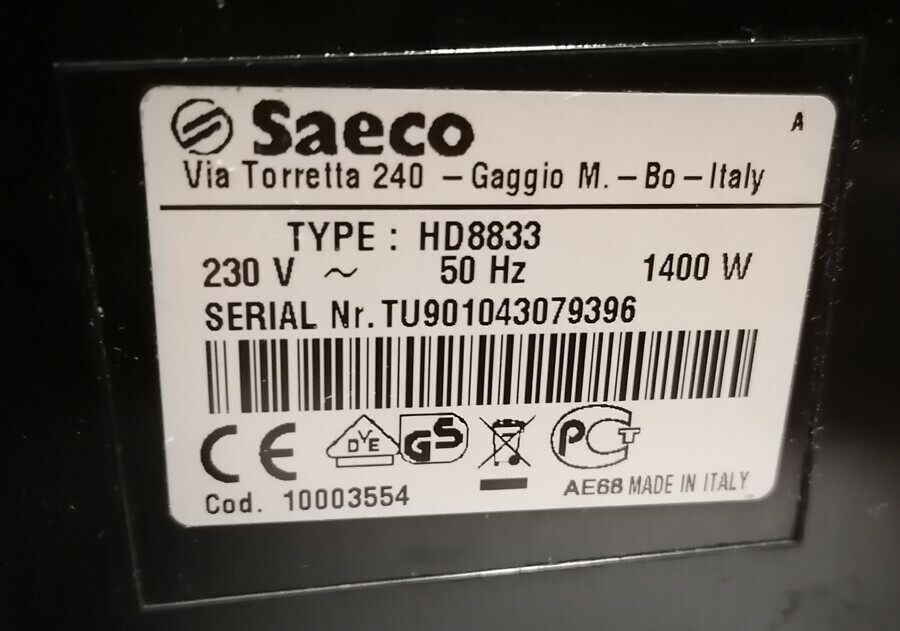 Saeco
A
Via Torretta 240 – Gaggio M. – Bo – Italy
TYPE : HD8833
230 V ~ 50 Hz 1400 W
SERIAL Nr. TU901043079396
CE DVE GS PCT
Cod. 10003554
AE68 MADE IN ITALY